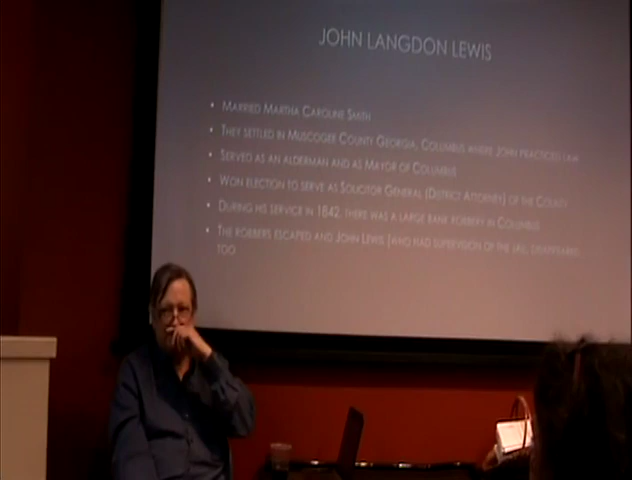 JOHN LANGDON LEWIS
• MARRIED MARTHA CAROLINE SMITH
• THEY SETTLED IN MUSCOGEE COUNTY GEORGIA, COLUMBUS WHERE JOHN PRACTICED LAW
• SERVED AS AN ALDERMAN AND AS MAYOR OF COLUMBUS
• WON ELECTION TO SERVE AS SOLICITOR GENERAL (DISTRICT ATTORNEY) OF THE COUNTY
• DURING HIS SERVICE IN 1842, THERE WAS A LARGE BANK ROBBERY IN COLUMBUS
• THE ROBBERS ESCAPED AND JOHN LEWIS (AND HAD SUPERVISION OF THE JAIL, DISAPPEARED,
TOO